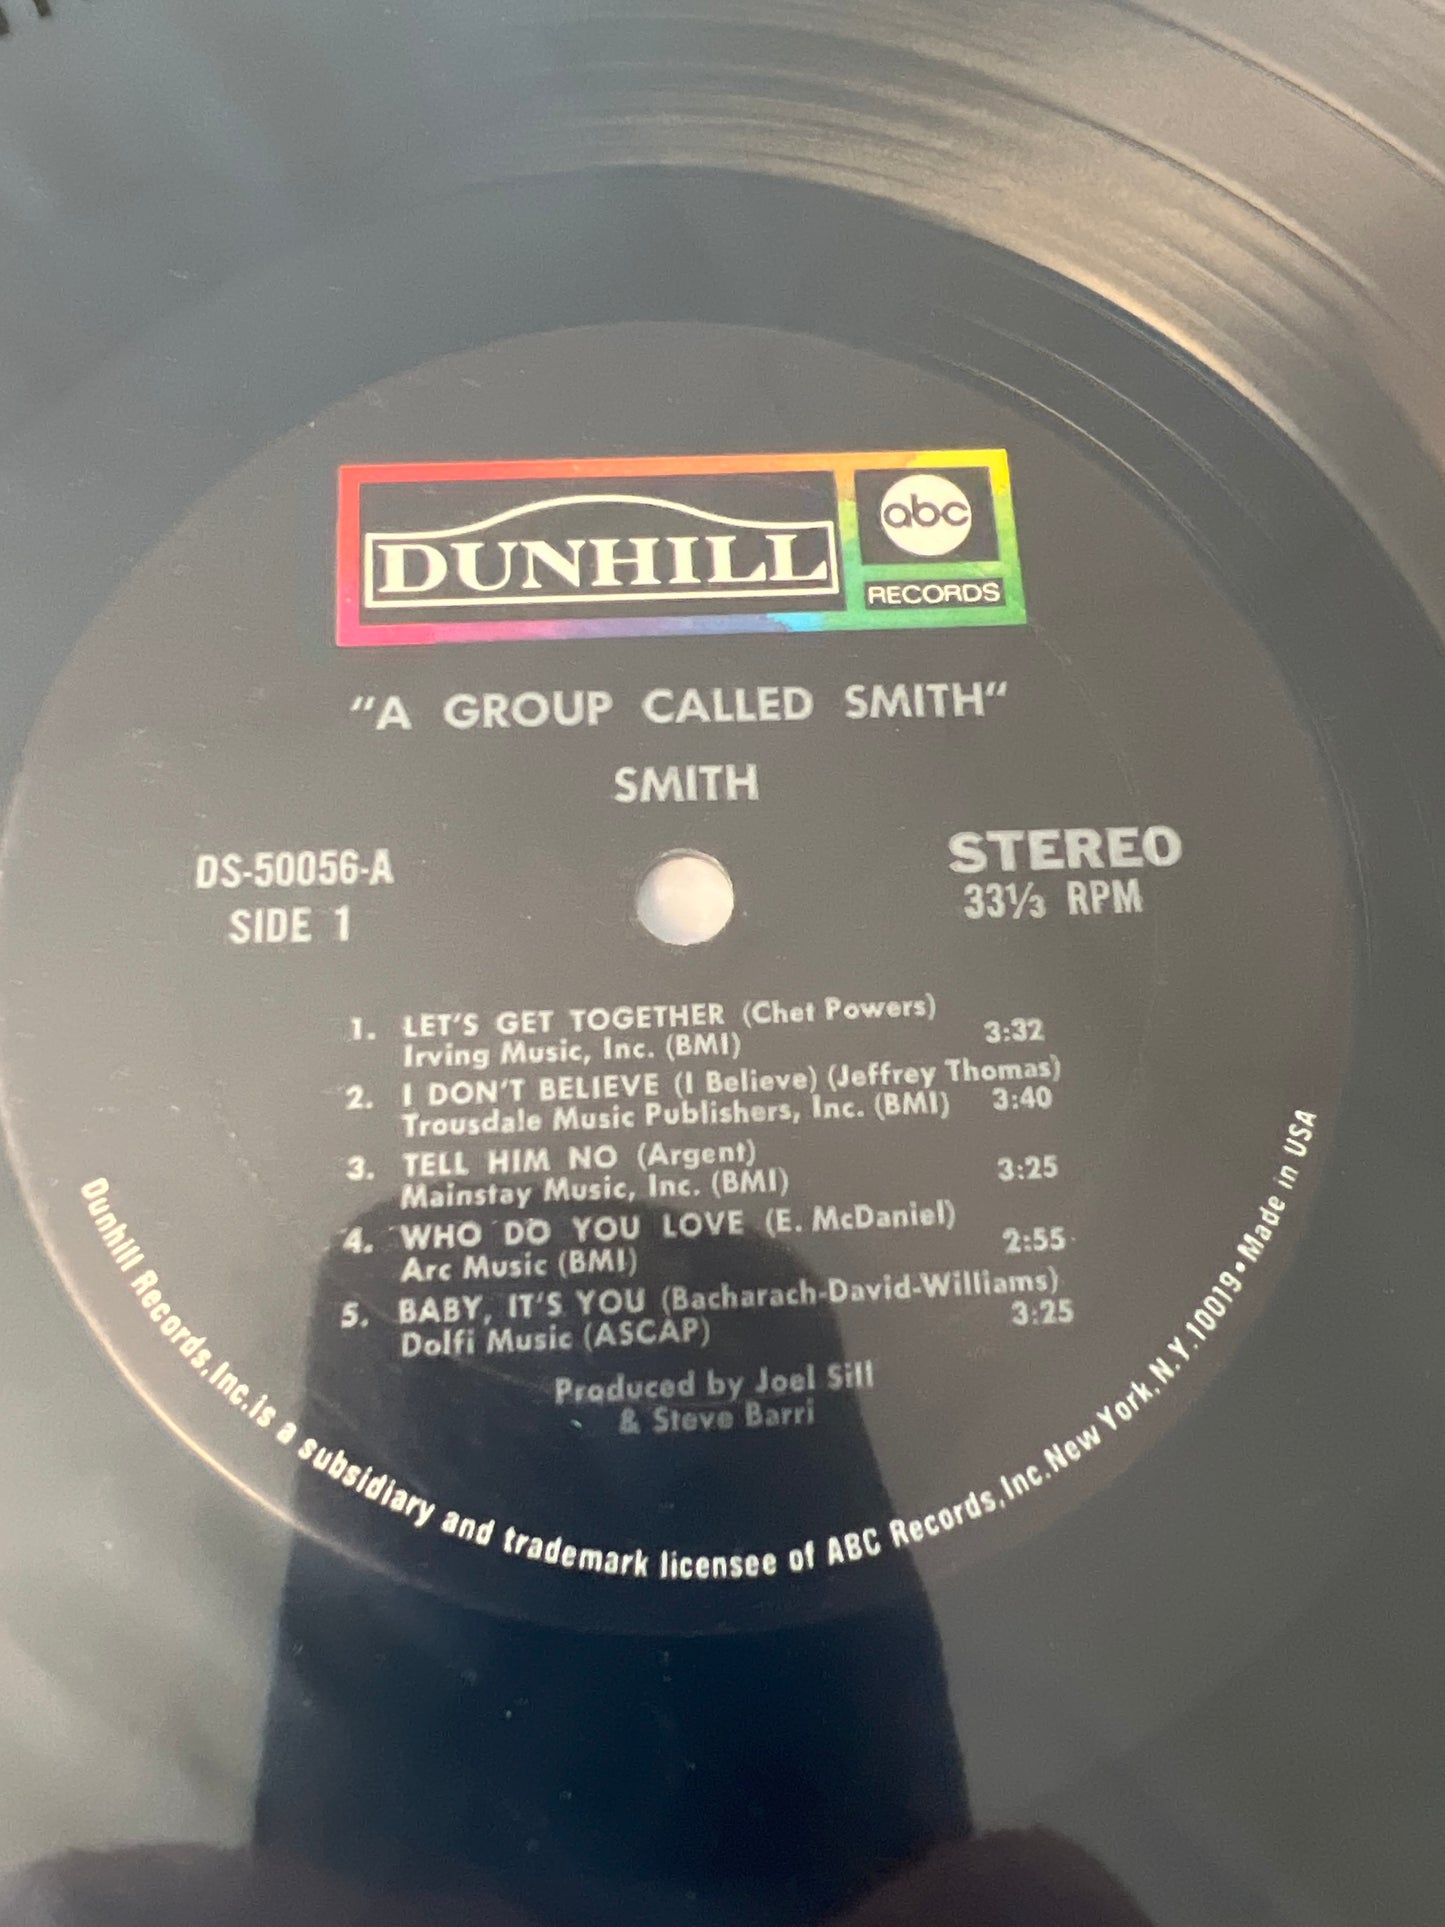 DUNHILL
abc
RECORDS
"A GROUP CALLED SMITH"
SMITH
DS-50056-A
SIDE 1
STEREO
33⅓ RPM
1. LET'S GET TOGETHER (Chet Powers)
Irving Music, Inc. (BMI) 3:32
2. I DON'T BELIEVE (I Believe) (Jeffrey Thomas)
Trousdale Music Publishers, Inc. (BMI) 3:40
3. TELL HIM NO (Argent)
Mainstay Music, Inc. (BMI) 3:25
4. WHO DO YOU LOVE (E. McDaniel)
Arc Music (BMI) 2:55
5. BABY, IT'S YOU (Bacharach-David-Williams)
Dolfi Music (ASCAP) 3:25
Produced by Joel Sill
& Steve Barri
Dunhill Records, Inc. is a subsidiary and trademark licensee of ABC Records, Inc. New York, N.Y. 10019 • Made in USA